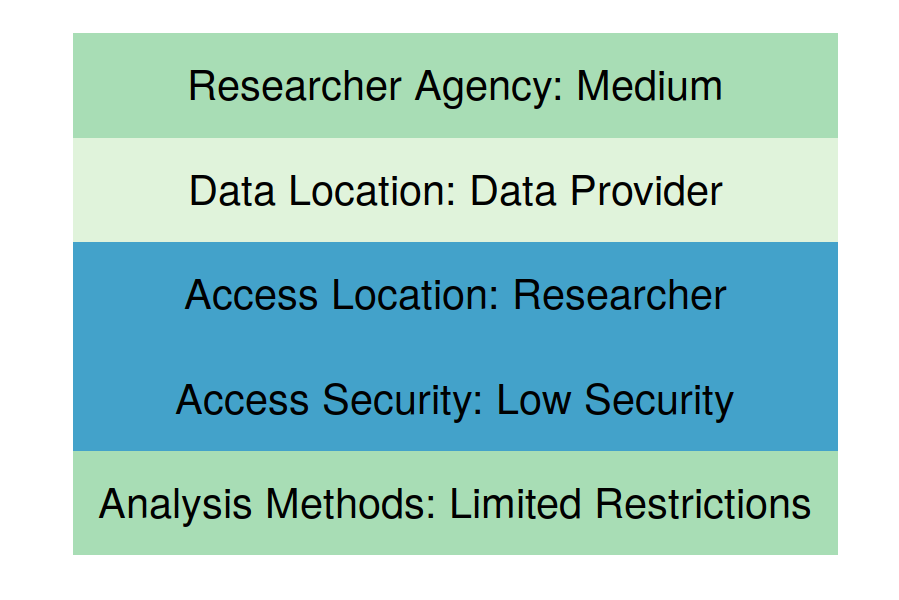 Researcher Agency: Medium
Data Location: Data Provider
Access Location: Researcher
Access Security: Low Security
Analysis Methods: Limited Restrictions